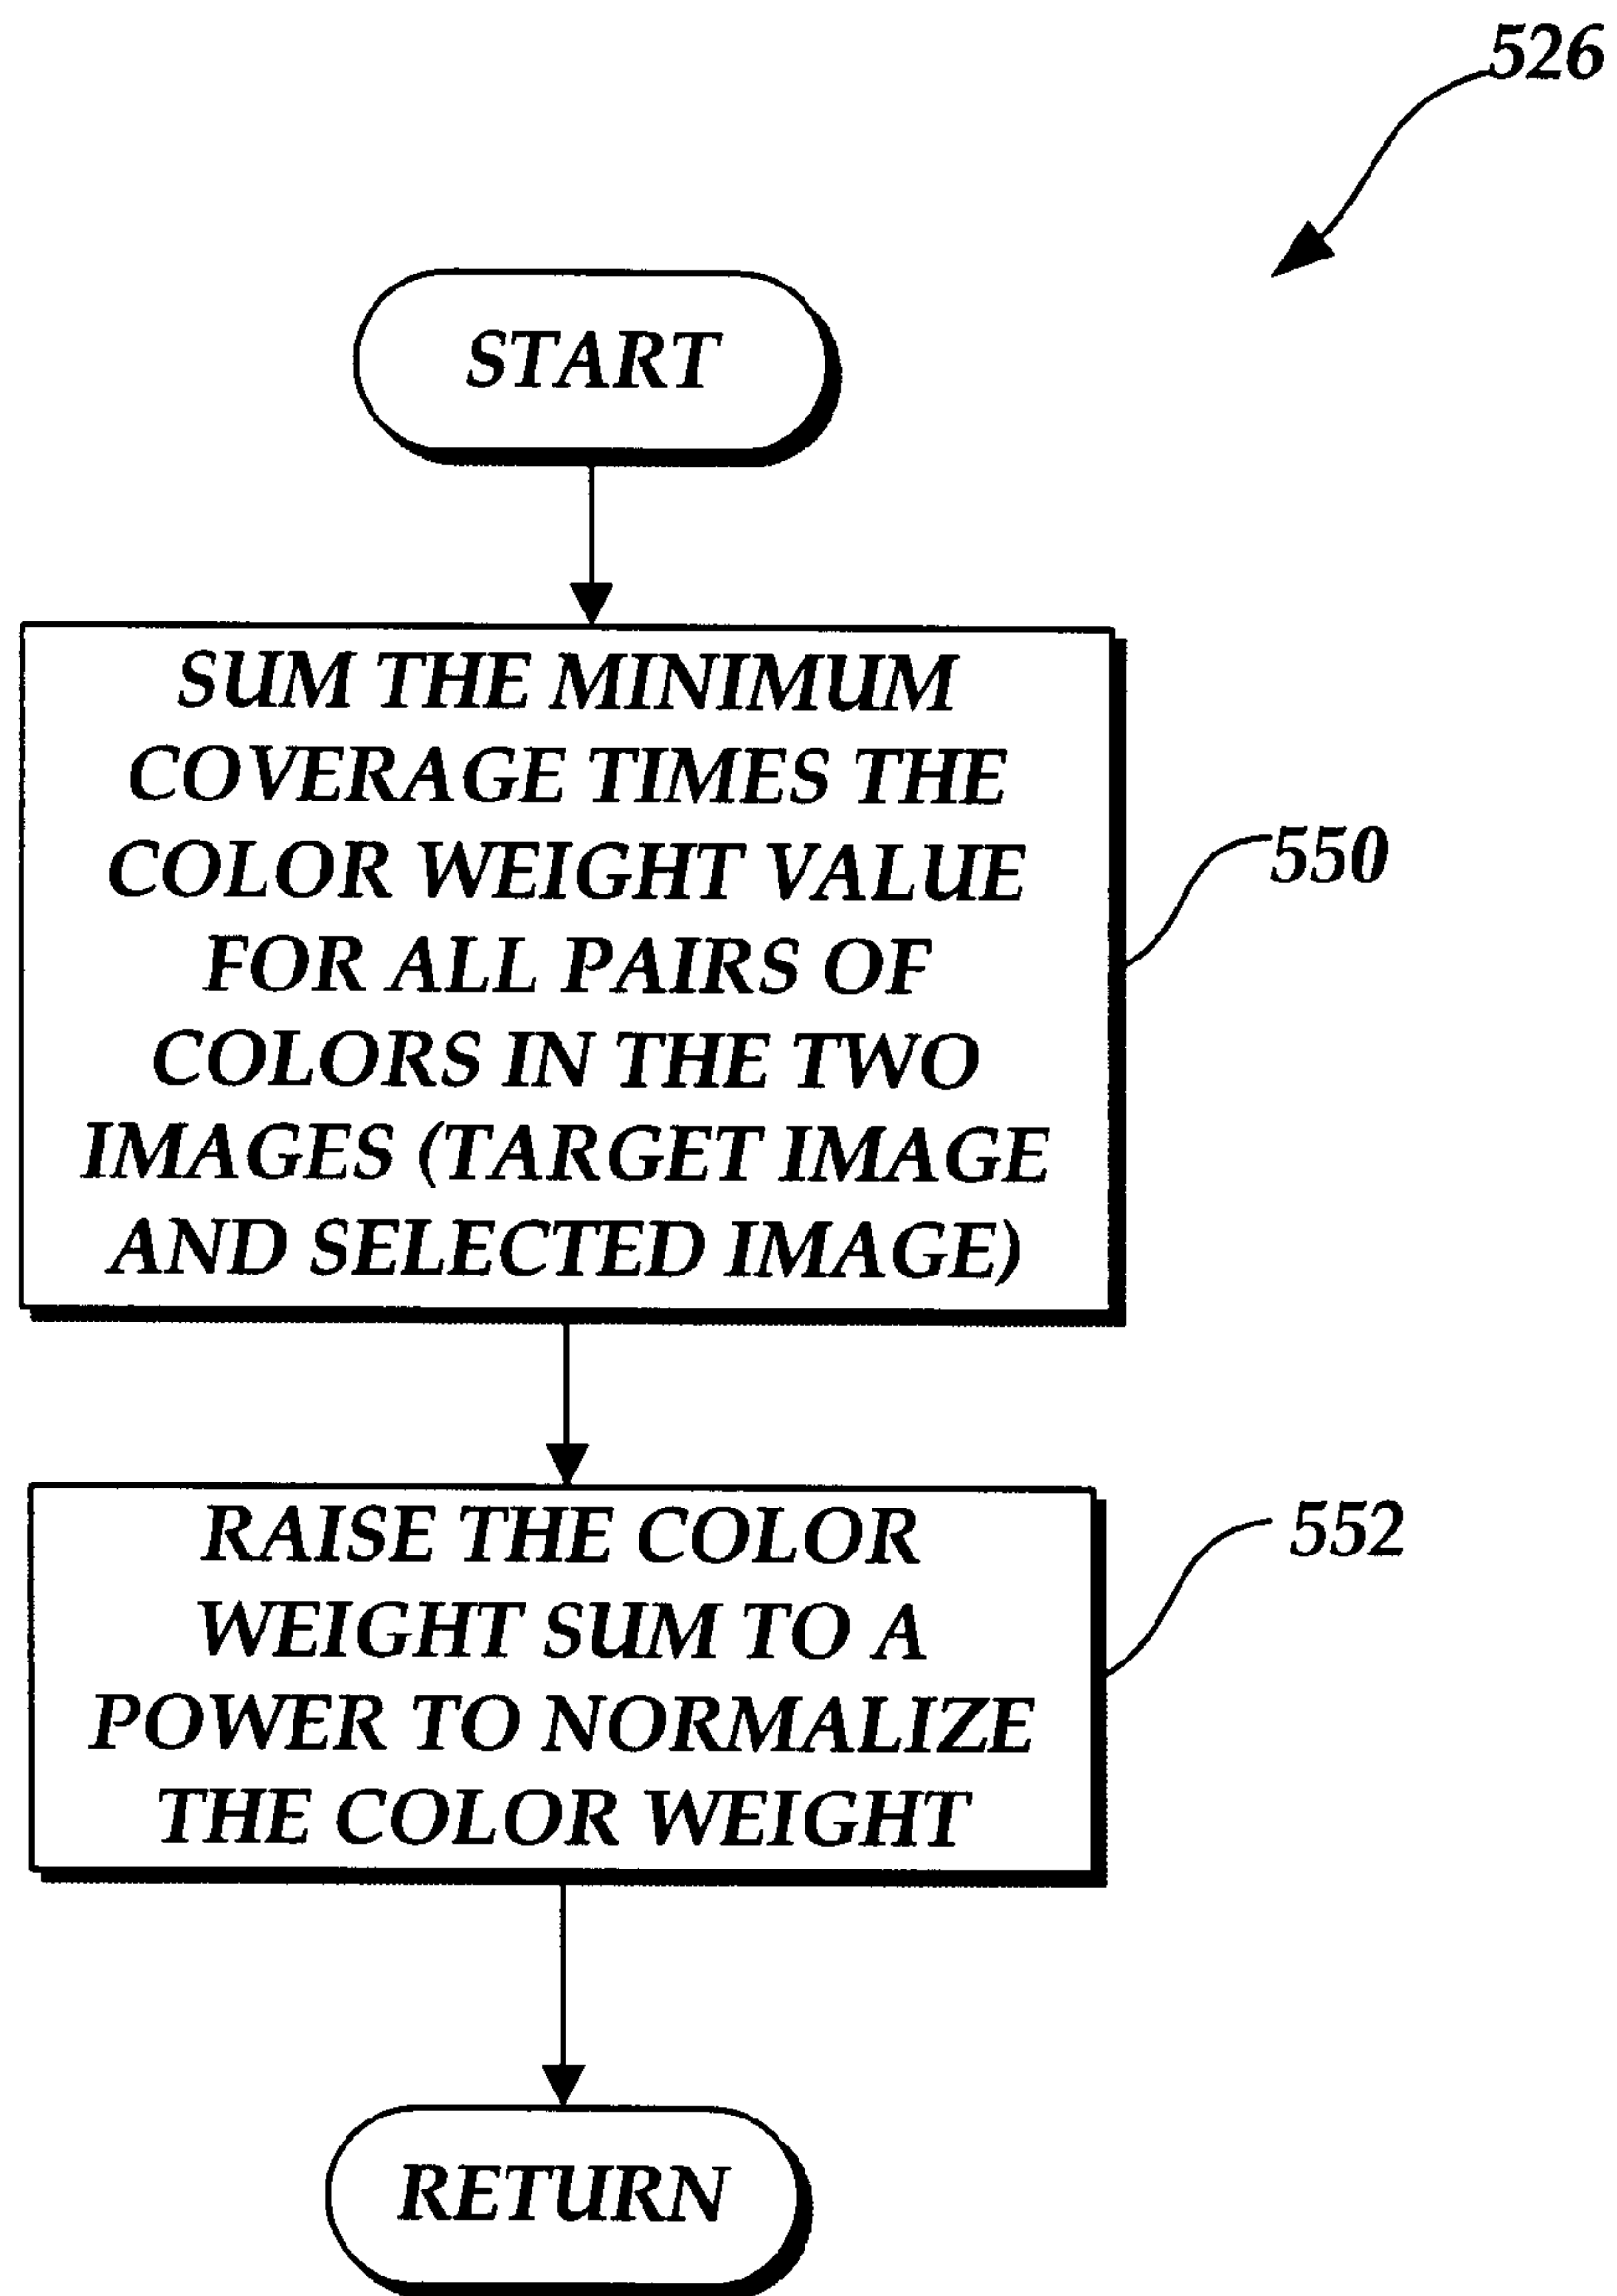 526
START
SUM THE MINIMUM
COVERAGE TIMES THE
COLOR WEIGHT VALUE
FOR ALL PAIRS OF
COLORS IN THE TWO
IMAGES (TARGET IMAGE
AND SELECTED IMAGE)
550
RAISE THE COLOR
WEIGHT SUM TO A
POWER TO NORMALIZE
THE COLOR WEIGHT
552
RETURN